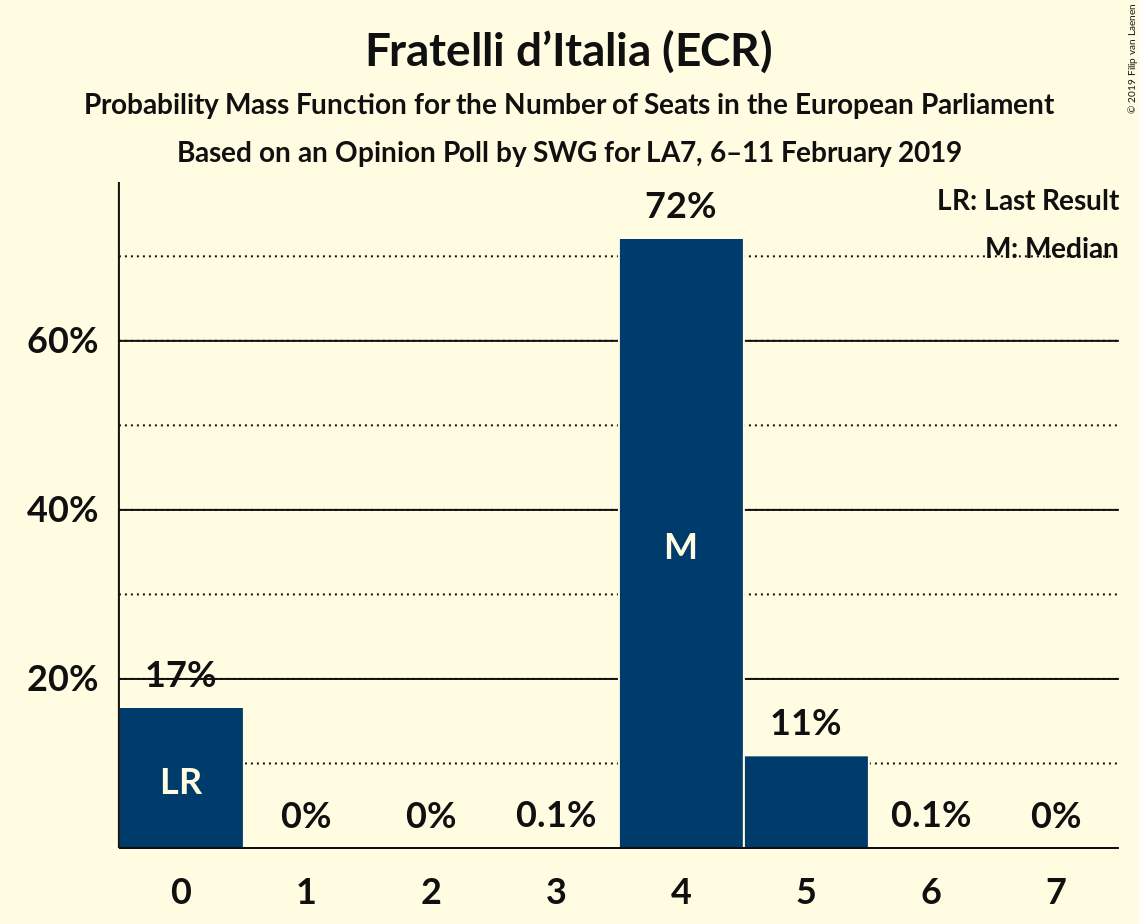 Fratelli d’Italia (ECR)
Probability Mass Function for the Number of Seats in the European Parliament
Based on an Opinion Poll by SWG for LA7, 6–11 February 2019
© 2019 Filip van Laenen
LR: Last Result
M: Median
72%
60%
40%
M
20%
17%
11%
LR
0%
0%
0.1%
0.1%
0%
0 1 2 3 4 5 6 7